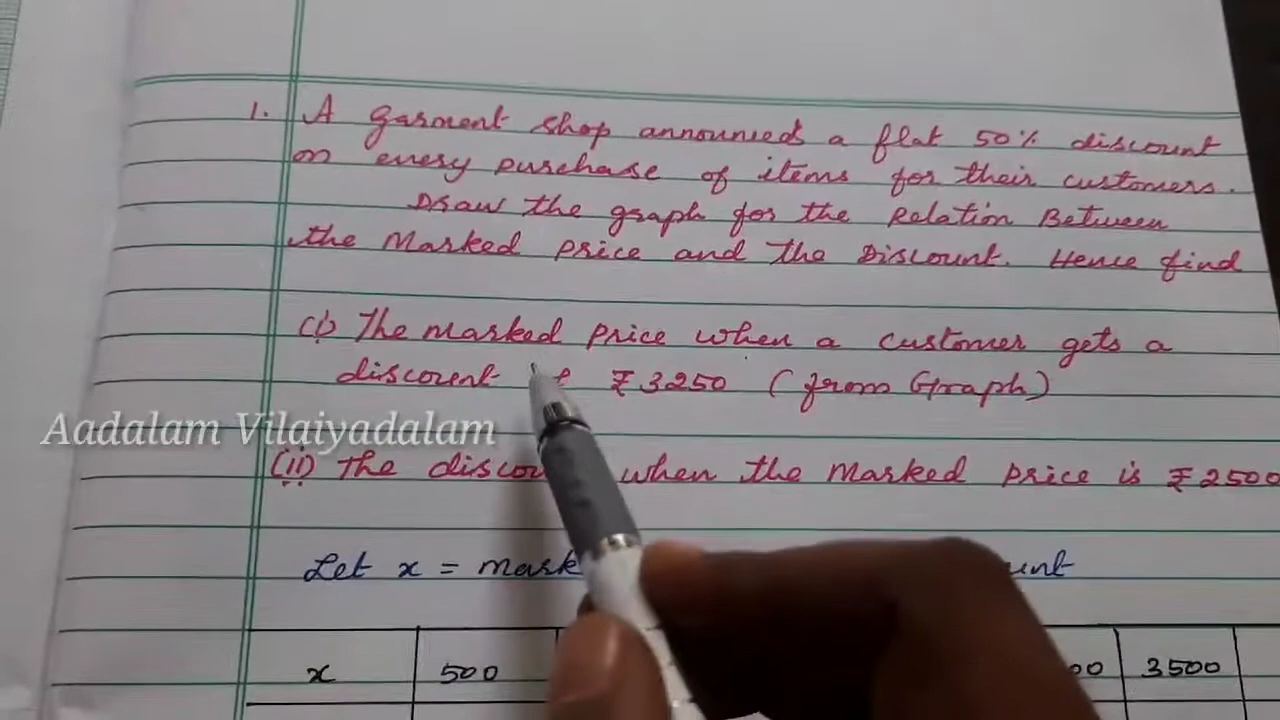 1. A garment shop announced a flat 50% discount
on every purchase of items for their customers.
Draw the graph for the Relation Between
the Marked Price and the Discount. Hence find
(i) The marked price when a customer gets a
discount ₹3250 (from Graph)
Aadalam Vilaiyadalam
(ii) the when the Marked price is ₹2500
Let x =
x 500 3500